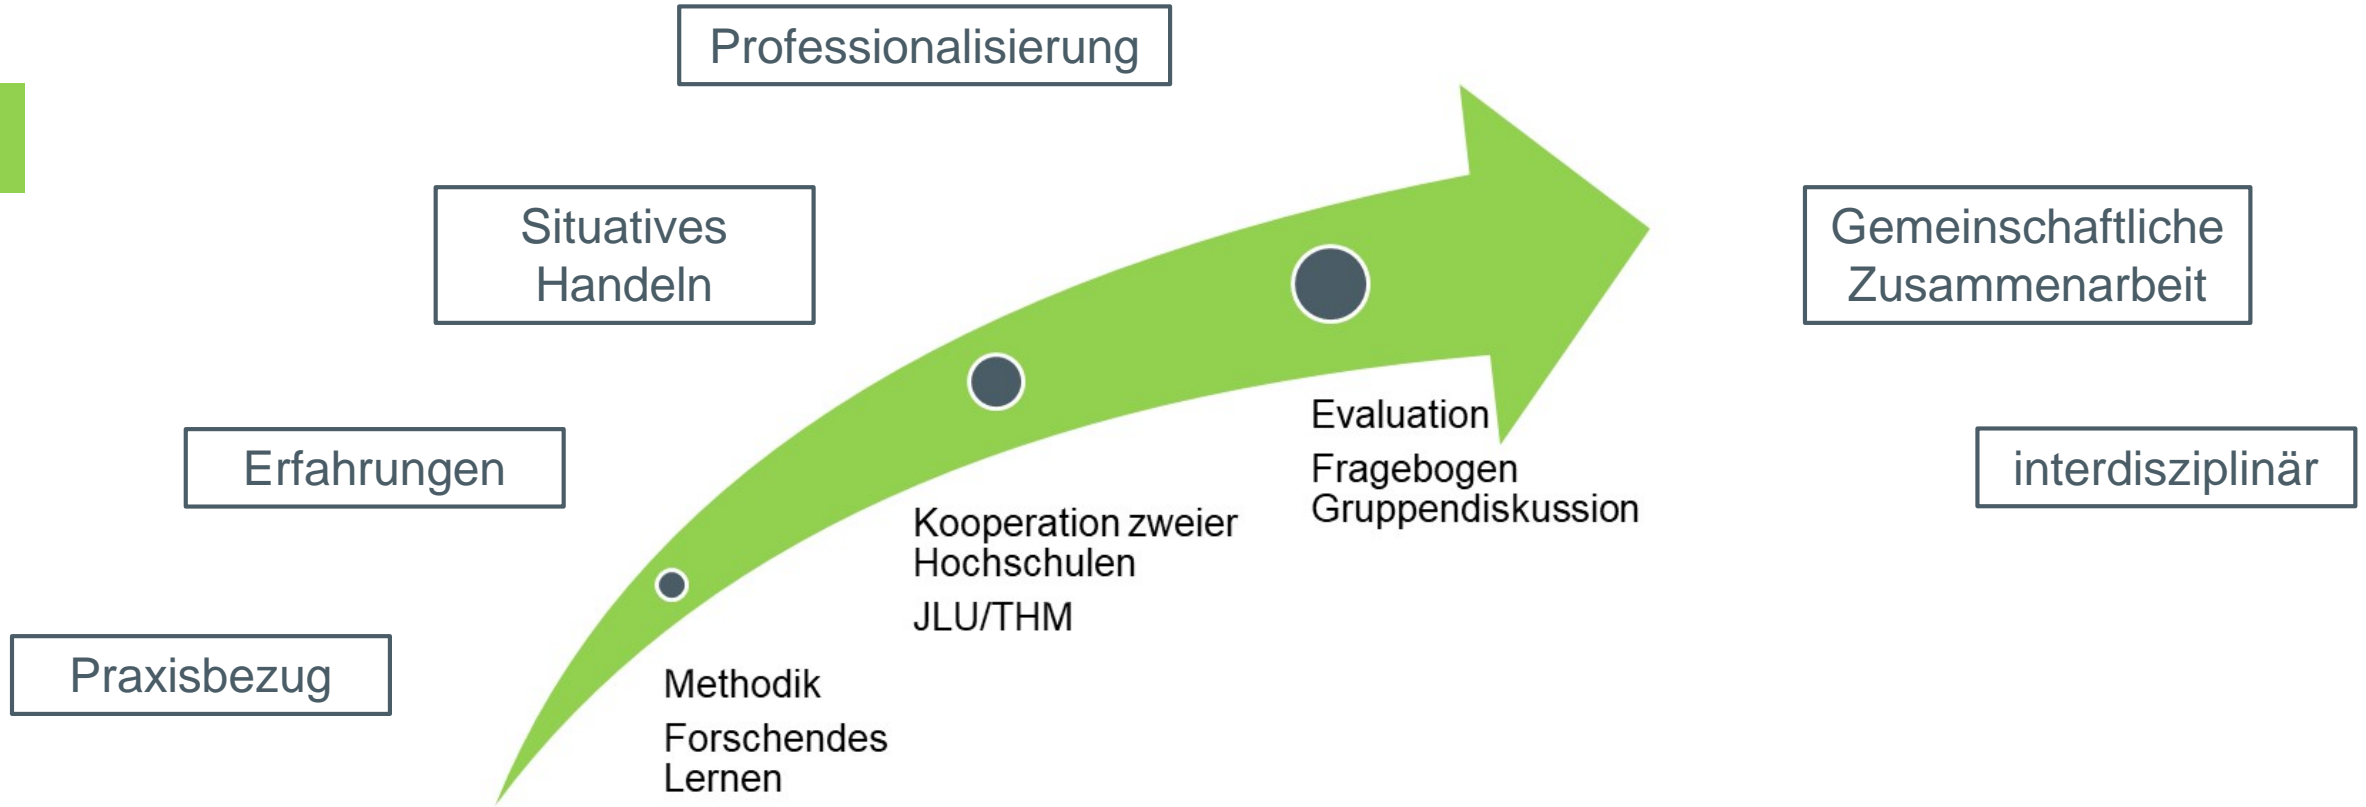 Professionalisierung
Situatives
Handeln
Gemeinschaftliche
Zusammenarbeit
Erfahrungen
interdisziplinär
Praxisbezug
Methodik
Forschendes
Lernen
Kooperation zweier
Hochschulen
JLU/THM
Evaluation
Fragebogen
Gruppendiskussion